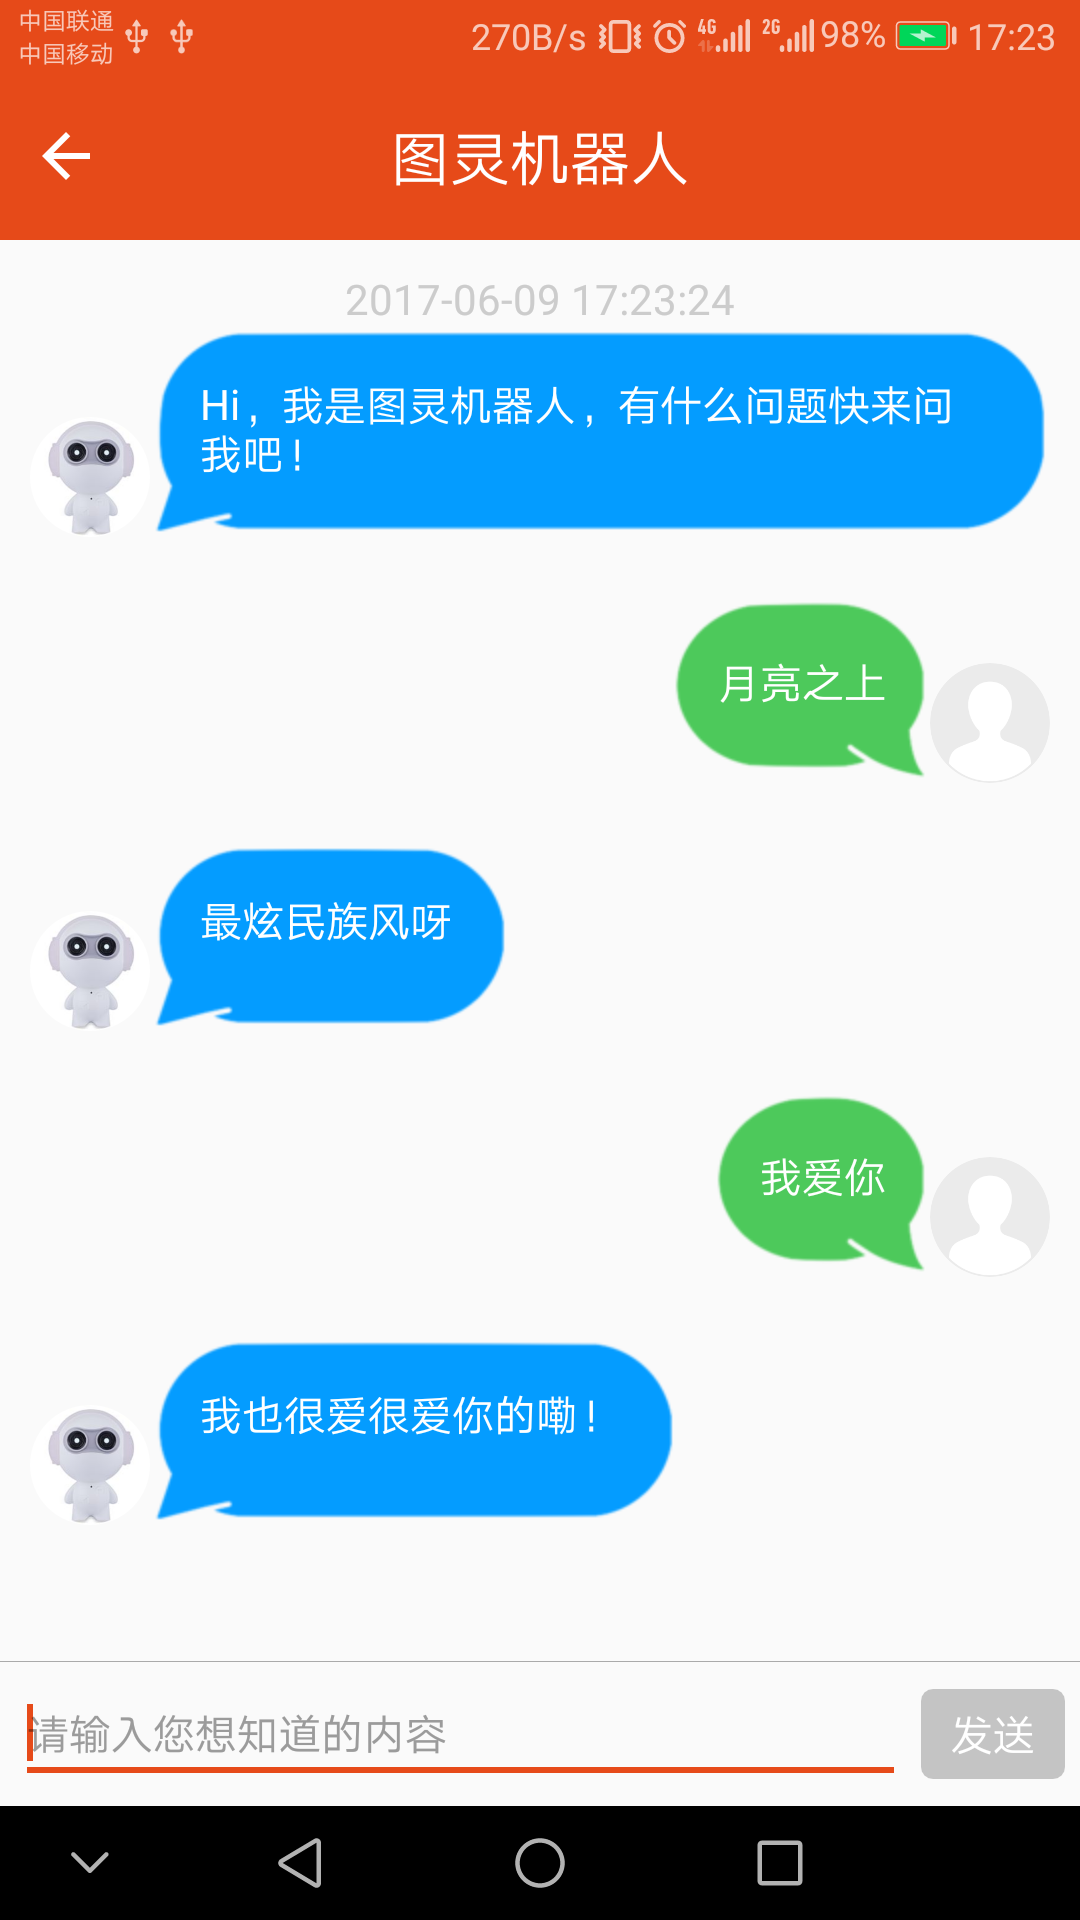 中国联通
中国移动
270B/s 4G 2G 98% 17:23
图灵机器人
2017-06-09 17:23:24
Hi，我是图灵机器人，有什么问题快来问
我吧！
月亮之上
最炫民族风呀
我爱你
我也很爱很爱你的嘞！
请输入您想知道的内容
发送